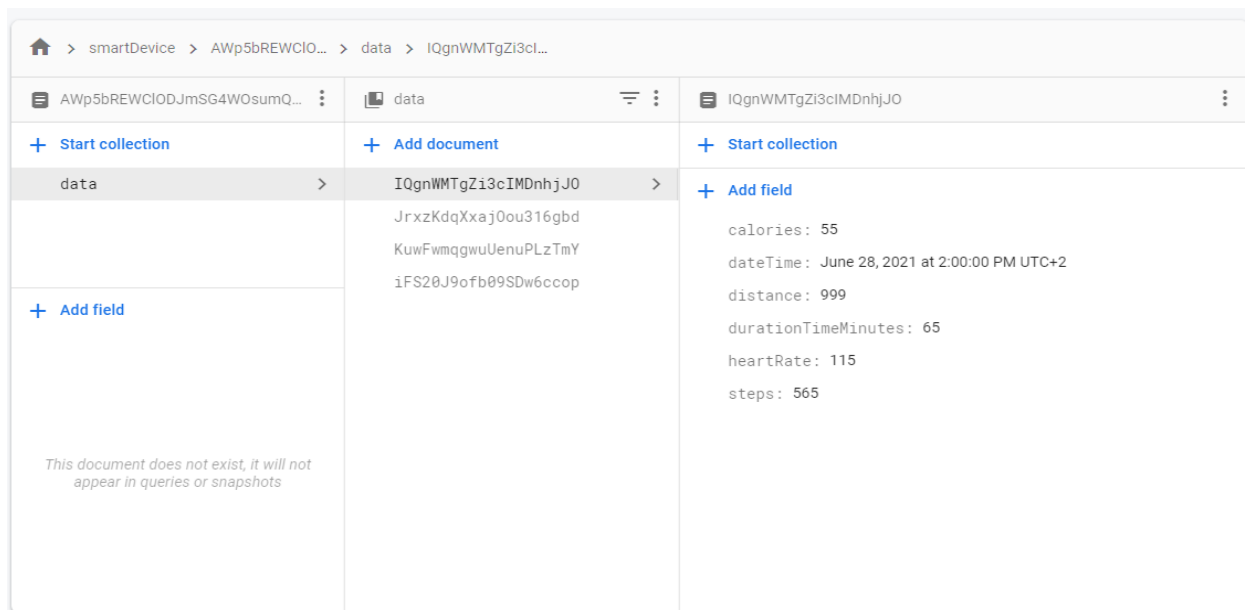 smartDevice > AWp5bREWClO... > data > IQgnWMTgZi3cI...
AWp5bREWClODJmSG4WOsumQ...
Start collection
data
Add field
This document does not exist, it will not
appear in queries or snapshots
data
Add document
IQgnWMTgZi3cIMDnhjJO
JrxzKdqXxajOou316gbd
KuwFwmqgwuUenuPLzTmY
iFS20J9ofb09SDw6ccop
IQgnWMTgZi3cIMDnhjJO
Start collection
Add field
calories: 55
dateTime: June 28, 2021 at 2:00:00 PM UTC+2
distance: 999
durationTimeMinutes: 65
heartRate: 115
steps: 565